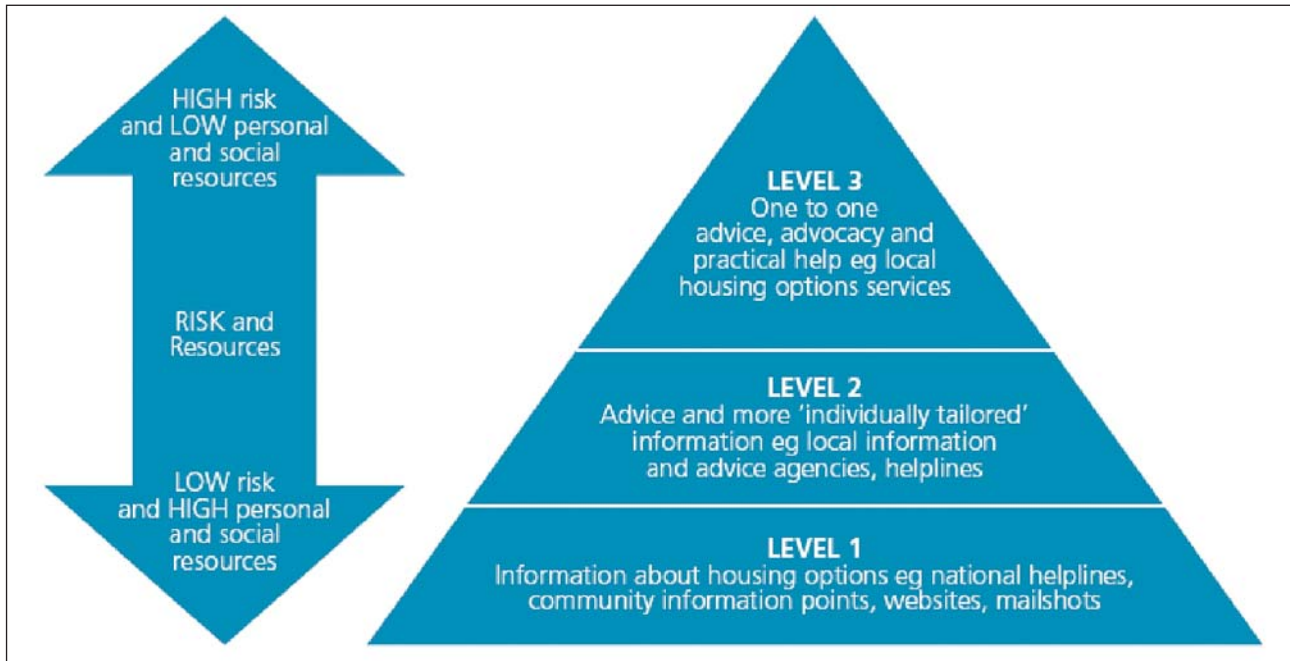 HIGH risk
and LOW personal
and social
resources
RISK and
Resources
LOW risk
and HIGH personal
and social
resources
LEVEL 3
One to one
advice, advocacy and
practical help eg local
housing options services
LEVEL 2
Advice and more ‘individually tailored’
information eg local information
and advice agencies, helplines
LEVEL 1
Information about housing options eg national helplines,
community information points, websites, mailshots